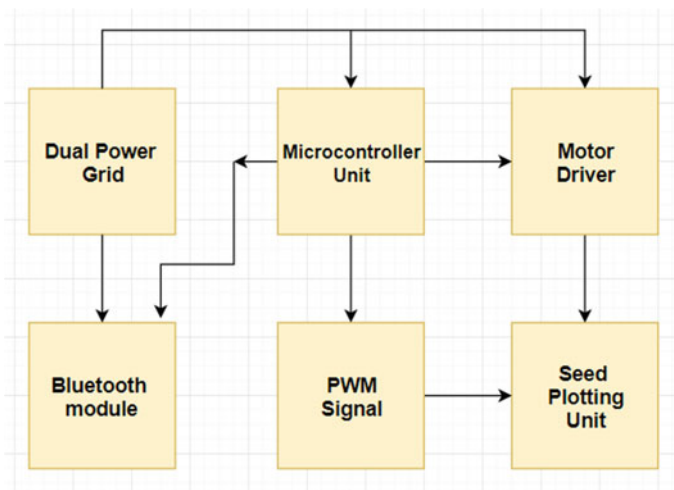 Dual Power
Grid
Microcontroller
Unit
Motor
Driver
Bluetooth
module
PWM
Signal
Seed
Plotting
Unit